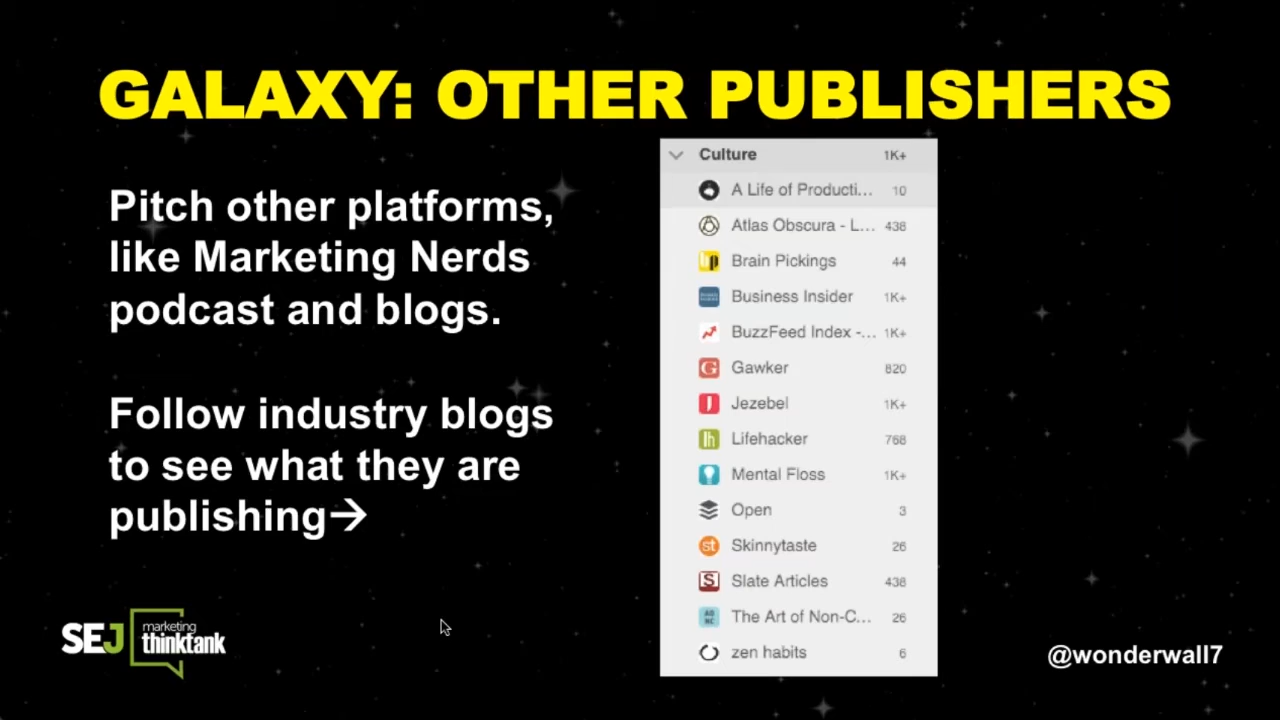 GALAXY: OTHER PUBLISHERS
Pitch other platforms,
like Marketing Nerds
podcast and blogs.
Follow industry blogs
to see what they are
publishing→
Culture 1K+
A Life of Producti... 10
Atlas Obscura - L... 438
Brain Pickings 44
Business Insider 1K+
BuzzFeed Index -... 1K+
Gawker 820
Jezebel 1K+
Lifehacker 768
Mental Floss 1K+
Open 3
Skinnytaste 26
Slate Articles 438
The Art of Non-C... 26
zen habits 6
SEJ marketing
thinktank
@wonderwall7